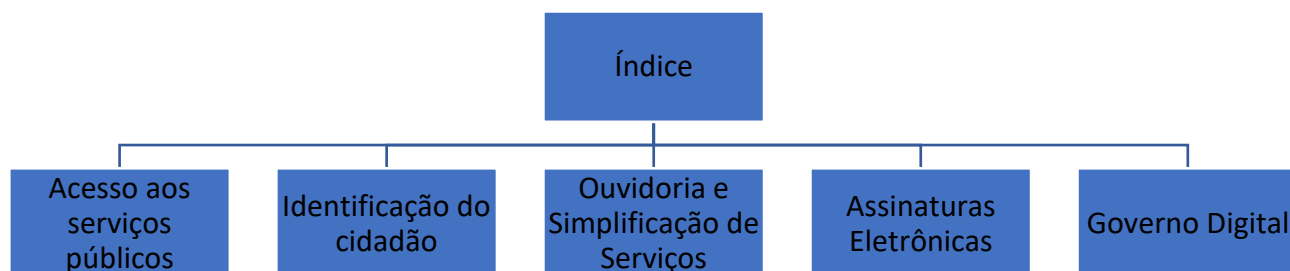 Índice
Acesso aos
serviços
públicos
Identificação do
cidadão
Ouvidoria e
Simplificação de
Serviços
Assinaturas
Eletrônicas
Governo Digital